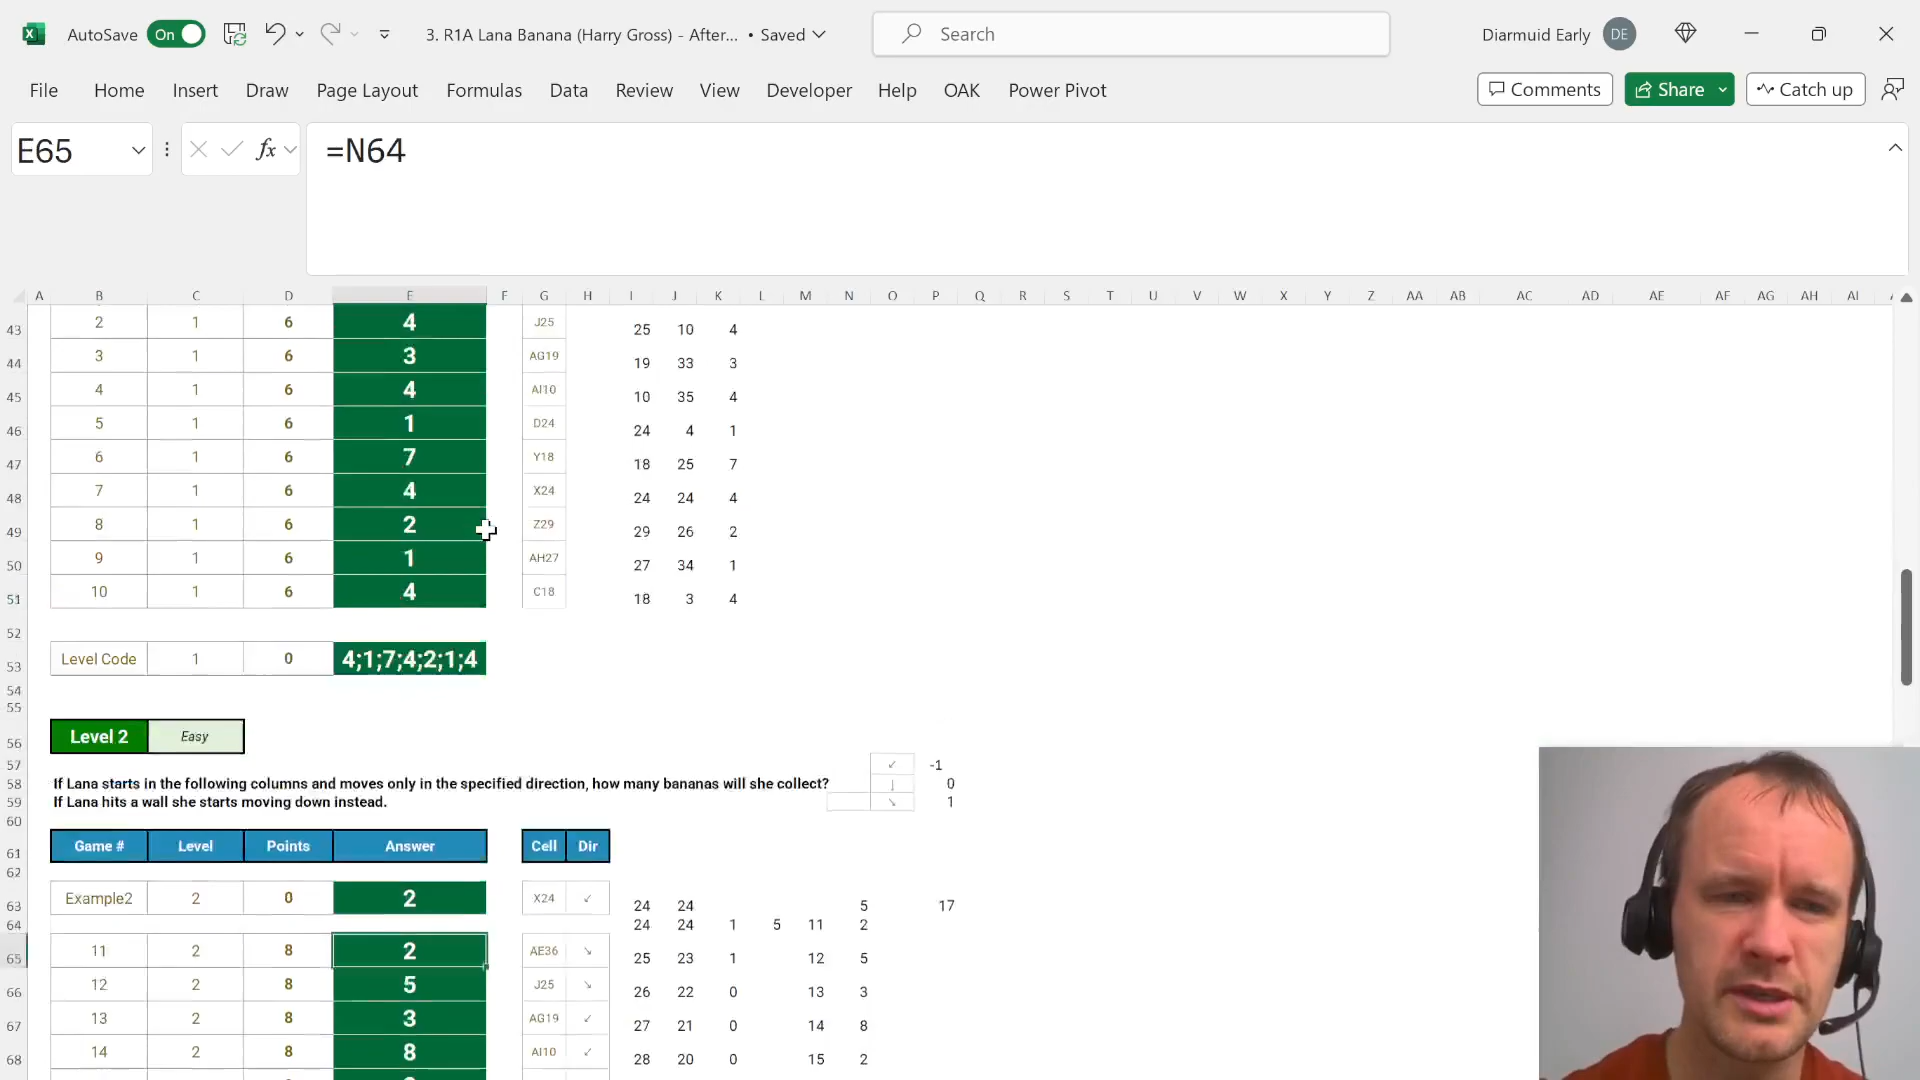 AutoSave On 3. R1A Lana Banana (Harry Gross) - After... • Saved Search Diarmuid Early DE
File Home Insert Draw Page Layout Formulas Data Review View Developer Help OAK Power Pivot Comments Share Catch up
E65 fx =N64
A B C D E F G H I J K L M N O P Q R S T U V W X Y Z AA AB AC AD AE AF AG AH AI
43 2 1 6 4 J25 25 10 4
44 3 1 6 3 AG19 19 33 3
45 4 1 6 4 AI10 10 35 4
46 5 1 6 1 D24 24 4 1
47 6 1 6 7 Y18 18 25 7
48 7 1 6 4 X24 24 24 4
49 8 1 6 2 Z29 29 26 2
50 9 1 6 1 AH27 27 34 1
51 10 1 6 4 C18 18 3 4
52
53 Level Code 1 0 4;1;7;4;2;1;4
54
55
56 Level 2 Easy
57 ↙ -1
58 If Lana starts in the following columns and moves only in the specified direction, how many bananas will she collect? ↓ 0
59 If Lana hits a wall she starts moving down instead. ↘ 1
60
61 Game # Level Points Answer Cell Dir
62
63 Example2 2 0 2 X24 ↙ 24 24 5 17
64 24 24 1 5 11 2
65 11 2 8 2 AE36 ↘ 25 23 1 12 5
66 12 2 8 5 J25 ↘ 26 22 0 13 3
67 13 2 8 3 AG19 ↙ 27 21 0 14 8
68 14 2 8 8 AI10 ↙ 28 20 0 15 2